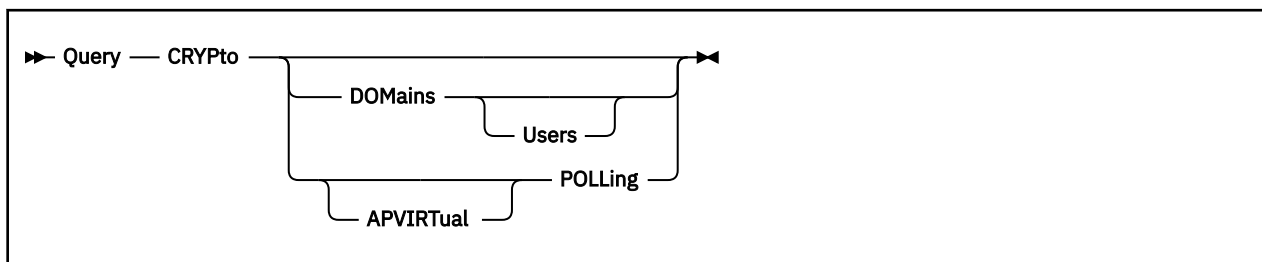 Query CRYPto
DOMains
Users
POLLing
APVIRTual